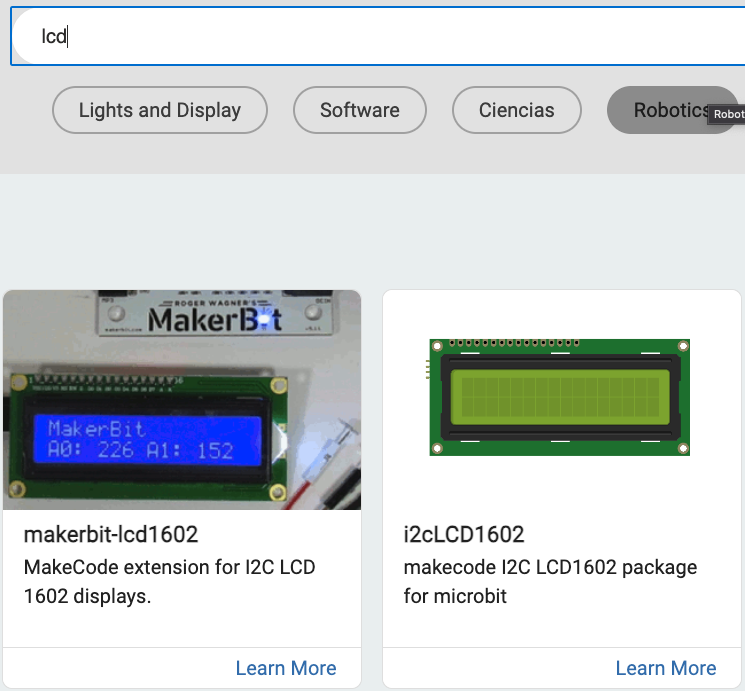 lcd
Lights and Display
Software
Ciencias
Robotics
Robot
ROGER WAGNER'S
MakerBit
MakerBit
A0: 226 A1: 152
makerbit-lcd1602
MakeCode extension for I2C LCD
1602 displays.
Learn More
i2cLCD1602
makecode I2C LCD1602 package
for microbit
Learn More